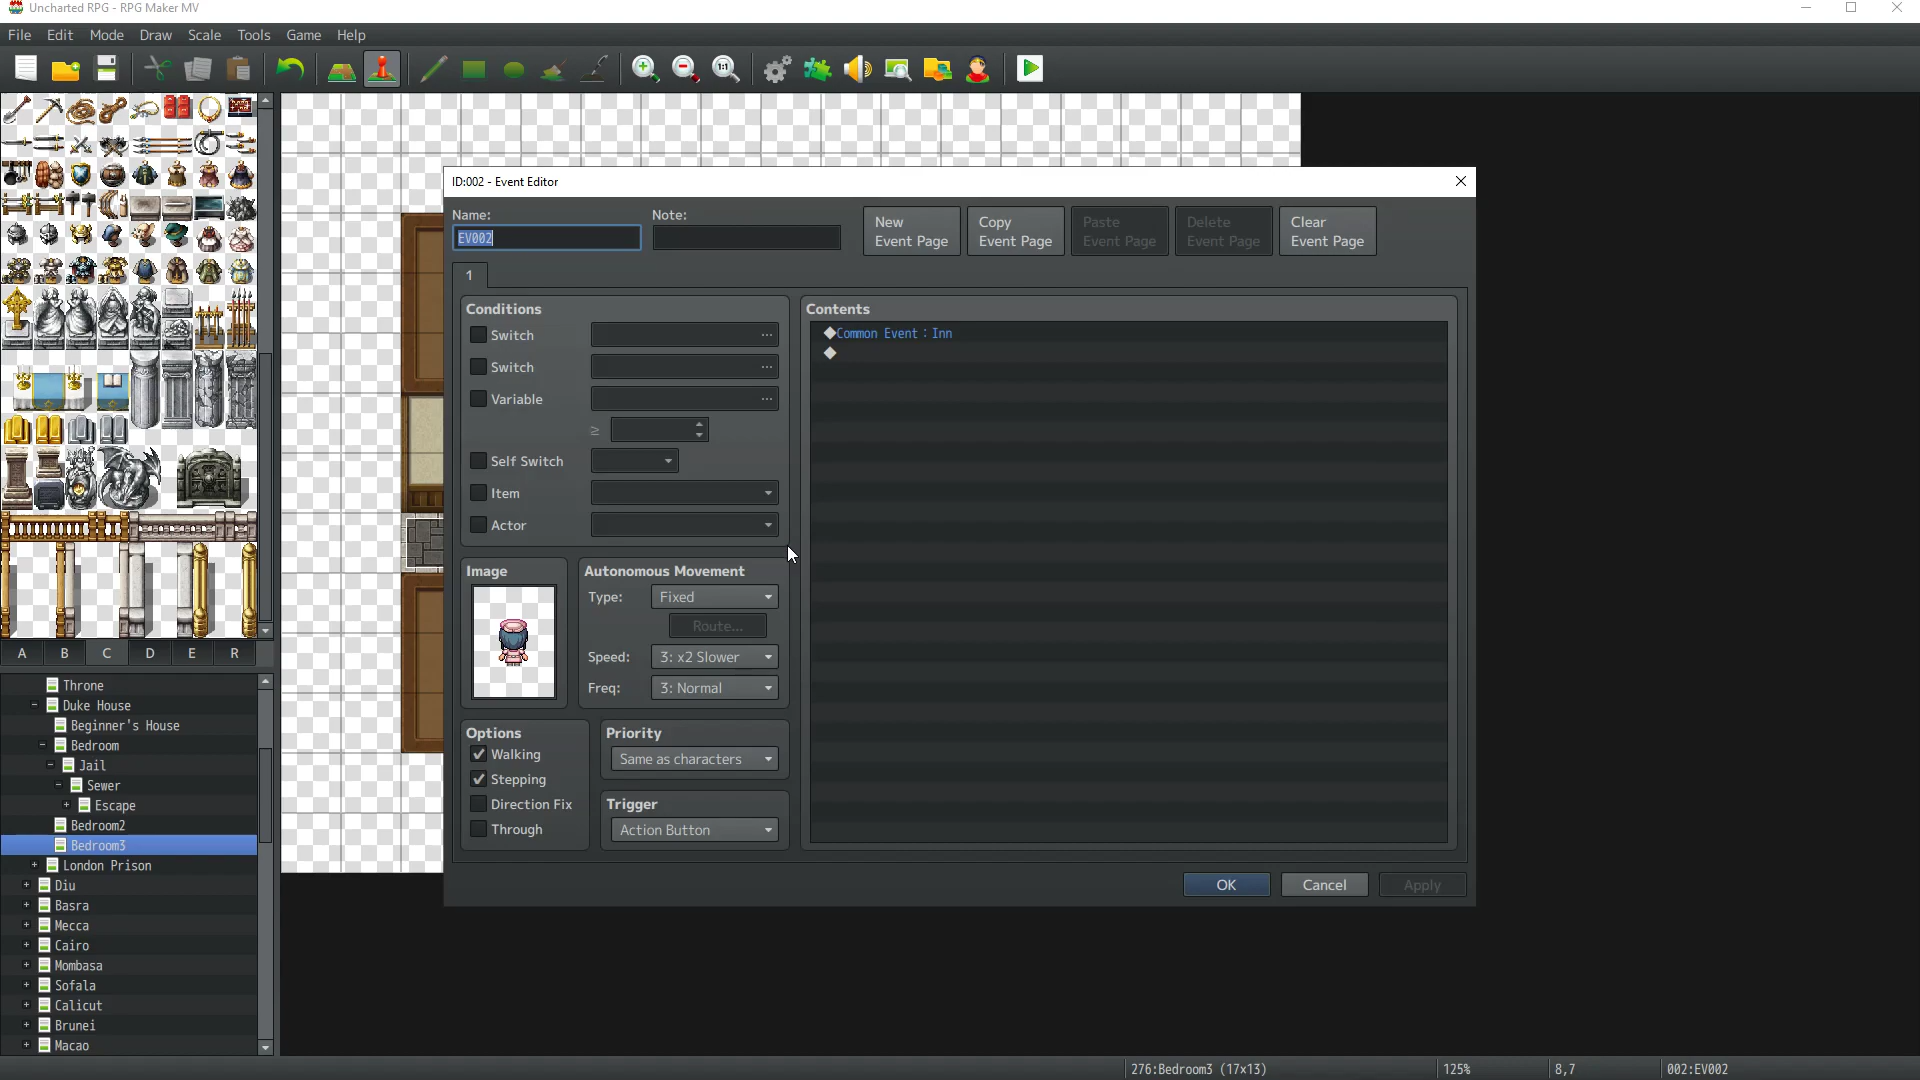 Uncharted RPG - RPG Maker MV
File Edit Mode Draw Scale Tools Game Help
1:1
ID:002 - Event Editor
Name: Note:
EV002
New Event Page
Copy Event Page
Paste Event Page
Delete Event Page
Clear Event Page
1
Conditions
Switch ...
Switch ...
Variable ...
≥
Self Switch
Item
Actor
Image
Autonomous Movement
Type: Fixed
Route...
Speed: 3: x2 Slower
Freq: 3: Normal
Options
Walking
Stepping
Direction Fix
Through
Priority
Same as characters
Trigger
Action Button
Contents
◆Common Event : Inn
◆
OK Cancel Apply
A B C D E R
Throne
Duke House
Beginner's House
Bedroom
Jail
Sewer
Escape
Bedroom2
Bedroom3
London Prison
Diu
Basra
Mecca
Cairo
Mombasa
Sofala
Calicut
Brunei
Macao
276:Bedroom3 (17x13) 125% 8,7 002:EV002